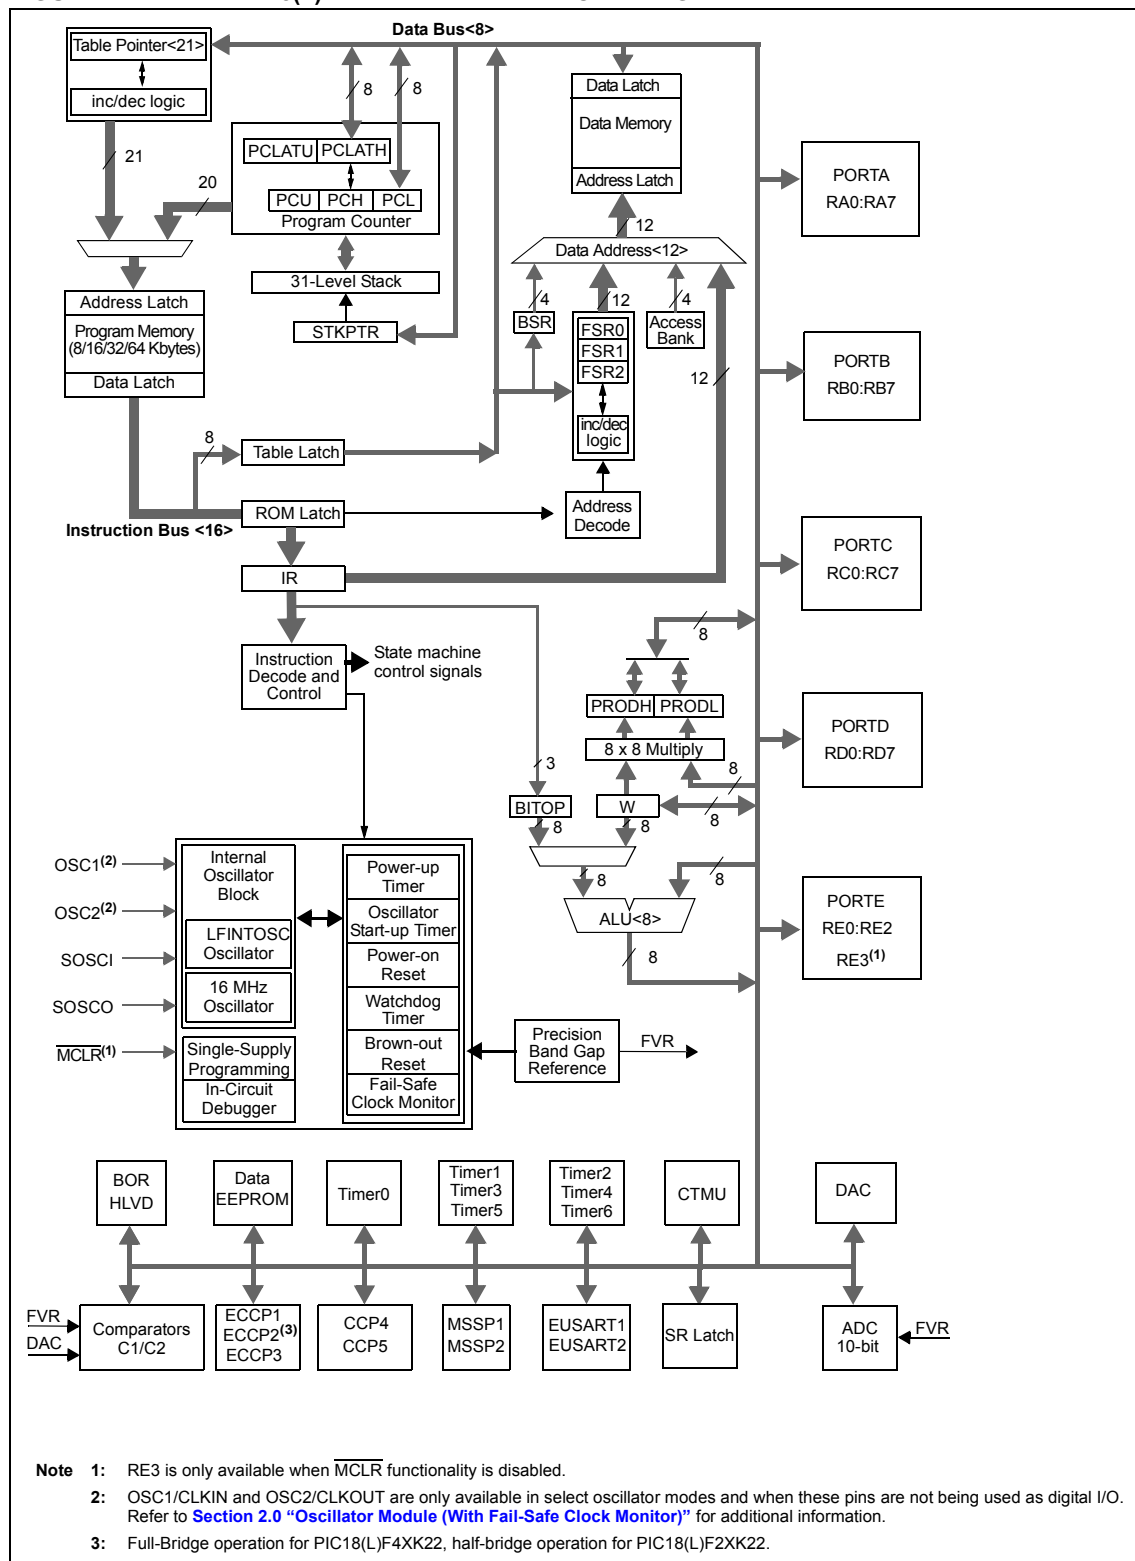 Data Bus<8>
Table Pointer<21>
inc/dec logic
21
20
8
8
PCLATU PCLATH
PCU PCH PCL
Program Counter
31-Level Stack
STKPTR
Data Latch
Data Memory
Address Latch
12
Data Address<12>
4
12
4
BSR
FSR0
FSR1
FSR2
inc/dec
logic
Access
Bank
12
Address Latch
Program Memory
(8/16/32/64 Kbytes)
Data Latch
8
Table Latch
ROM Latch
Instruction Bus <16>
Address
Decode
IR
Instruction
Decode and
Control
State machine
control signals
8
PRODH PRODL
8 x 8 Multiply
3
8
BITOP
W
8
8
8
8
8
ALU<8>
8
PORTA
RA0:RA7
PORTB
RB0:RB7
PORTC
RC0:RC7
PORTD
RD0:RD7
PORTE
RE0:RE2
RE3(1)
OSC1(2)
OSC2(2)
SOSCI
SOSCO
MCLR(1)
Internal
Oscillator
Block
LFINTOSC
Oscillator
16 MHz
Oscillator
Single-Supply
Programming
In-Circuit
Debugger
Power-up
Timer
Oscillator
Start-up Timer
Power-on
Reset
Watchdog
Timer
Brown-out
Reset
Fail-Safe
Clock Monitor
Precision
Band Gap
Reference
FVR
BOR
HLVD
Data
EEPROM
Timer0
Timer1
Timer3
Timer5
Timer2
Timer4
Timer6
CTMU
DAC
FVR
DAC
Comparators
C1/C2
ECCP1
ECCP2(3)
ECCP3
CCP4
CCP5
MSSP1
MSSP2
EUSART1
EUSART2
SR Latch
ADC
10-bit
FVR
Note 1: RE3 is only available when MCLR functionality is disabled.
2: OSC1/CLKIN and OSC2/CLKOUT are only available in select oscillator modes and when these pins are not being used as digital I/O.
Refer to Section 2.0 “Oscillator Module (With Fail-Safe Clock Monitor)” for additional information.
3: Full-Bridge operation for PIC18(L)F4XK22, half-bridge operation for PIC18(L)F2XK22.